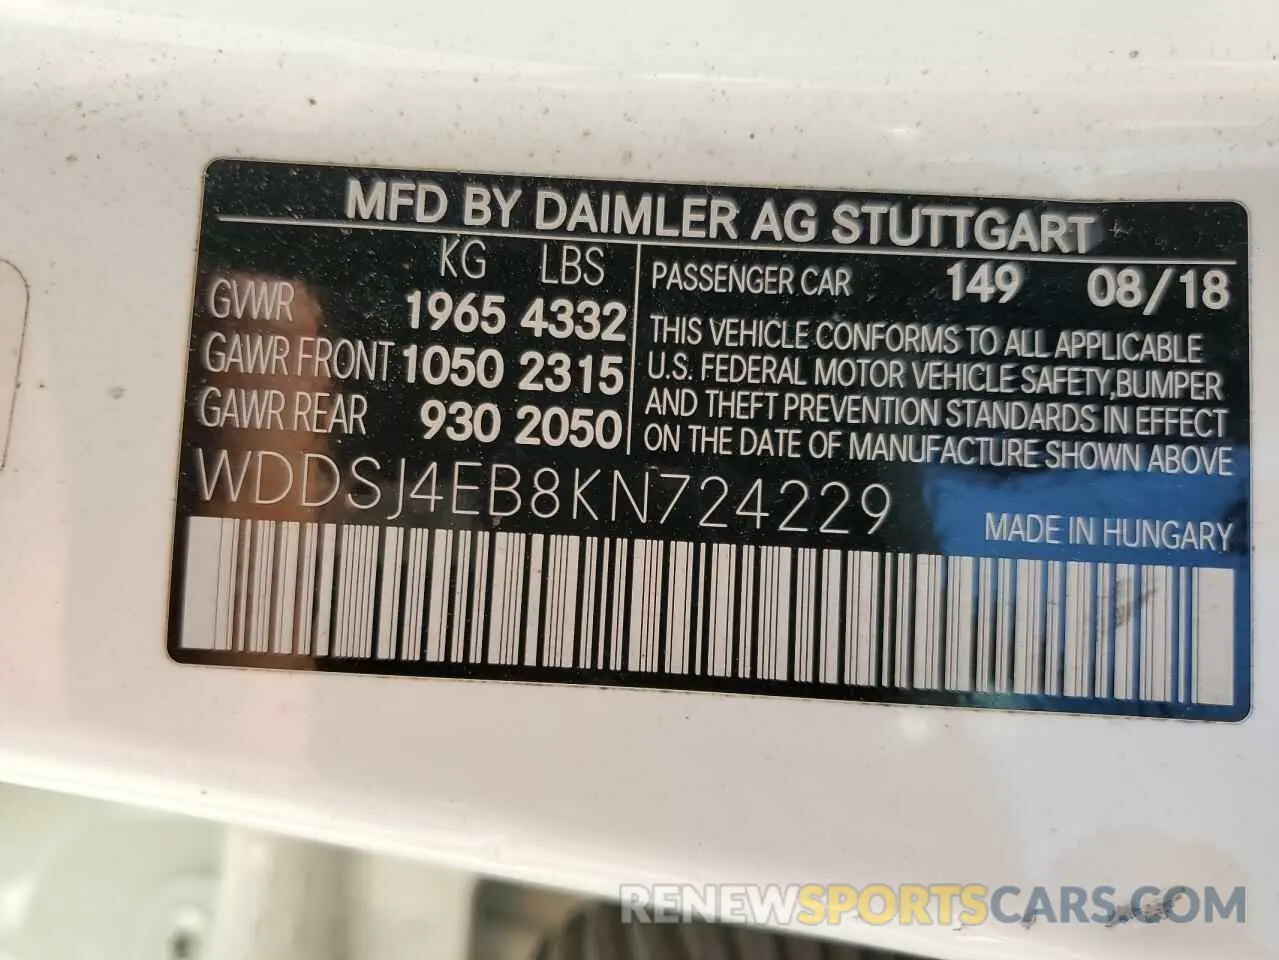 MFD BY DAIMLER AG STUTTGART
KG LBS
GVWR 1965 4332
GAWR FRONT 1050 2315
GAWR REAR 930 2050
PASSENGER CAR 149 08/18
THIS VEHICLE CONFORMS TO ALL APPLICABLE
U.S. FEDERAL MOTOR VEHICLE SAFETY,BUMPER
AND THEFT PREVENTION STANDARDS IN EFFECT
ON THE DATE OF MANUFACTURE SHOWN ABOVE
WDDSJ4EB8KN724229
MADE IN HUNGARY
RENEWSPORTSCARS.COM